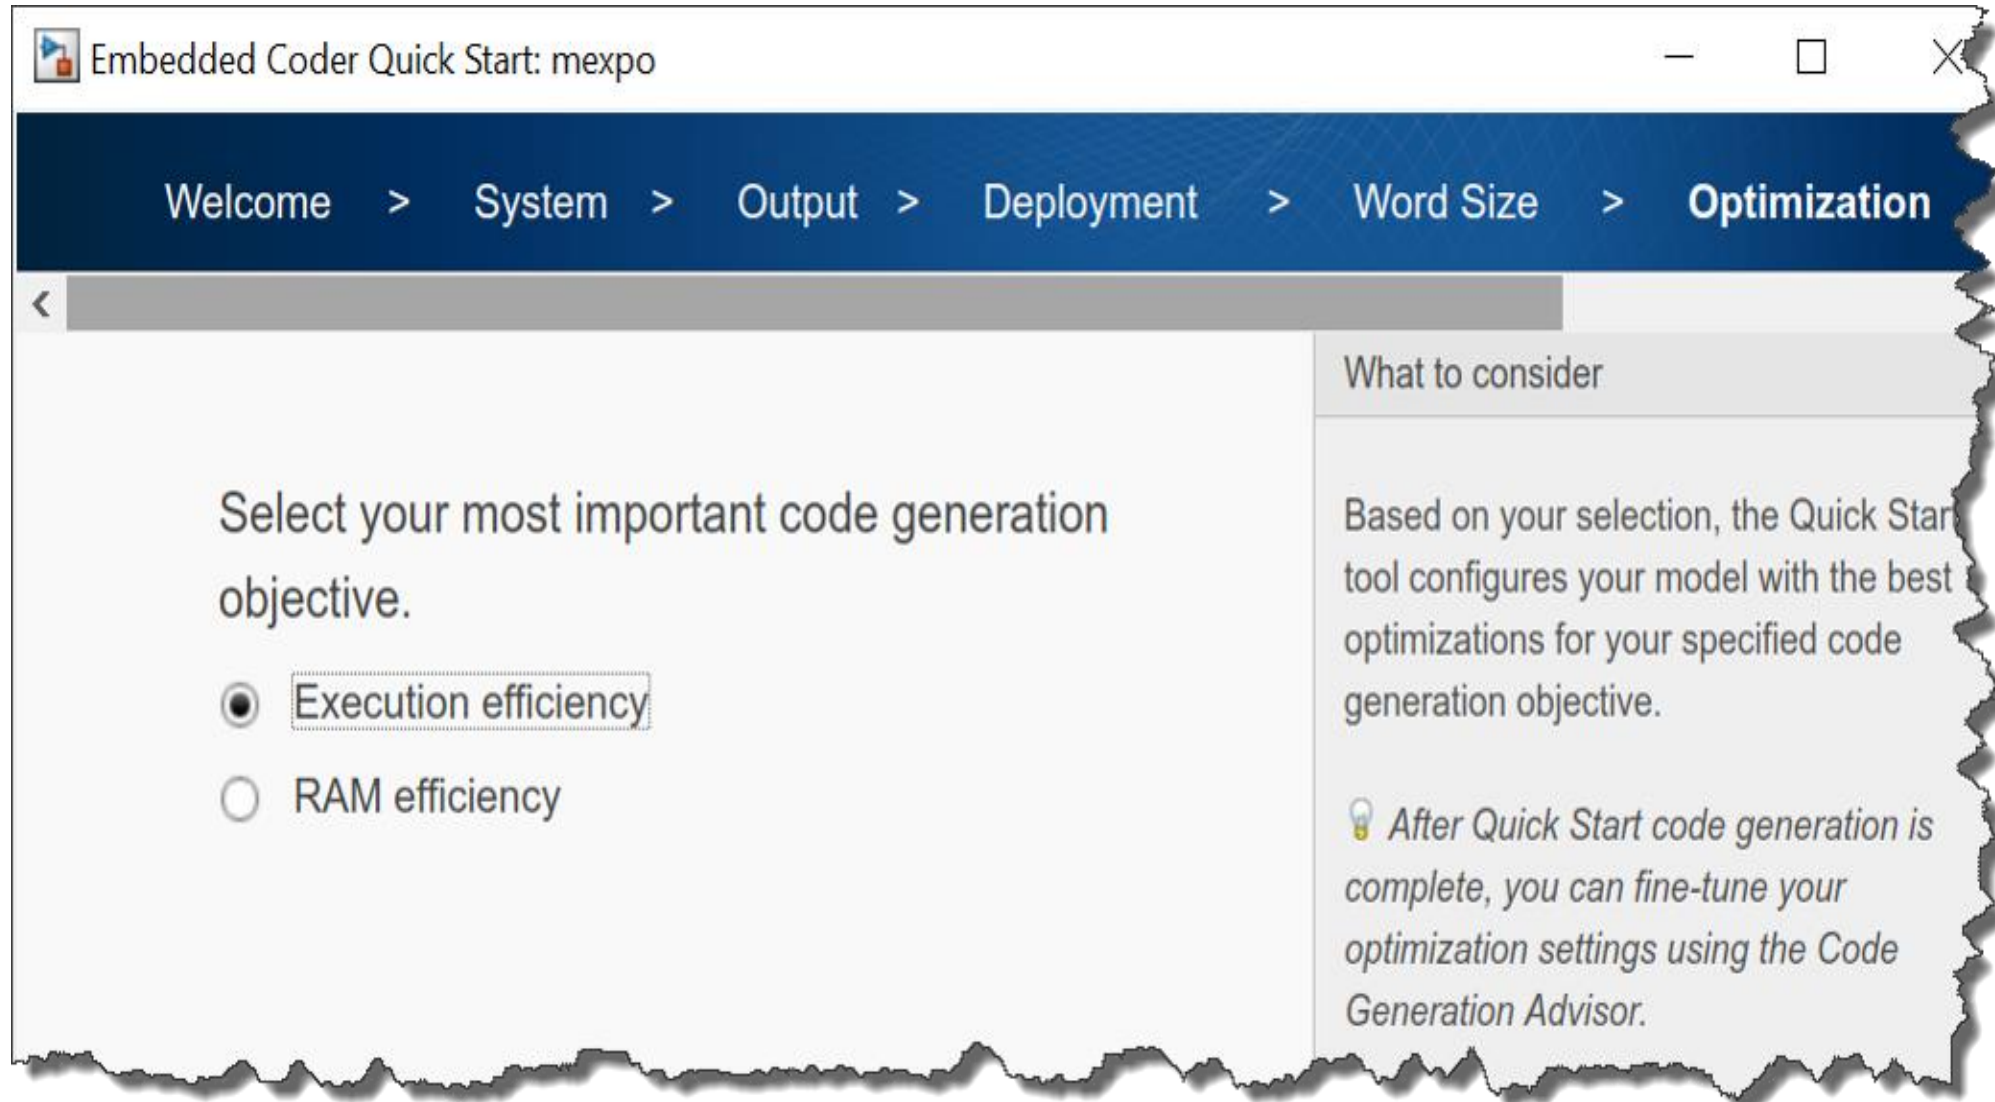 Embedded Coder Quick Start: mexpo
Welcome > System > Output > Deployment > Word Size > Optimization
What to consider
Select your most important code generation
objective.
Execution efficiency
RAM efficiency
Based on your selection, the Quick Star
tool configures your model with the best
optimizations for your specified code
generation objective.
After Quick Start code generation is
complete, you can fine-tune your
optimization settings using the Code
Generation Advisor.